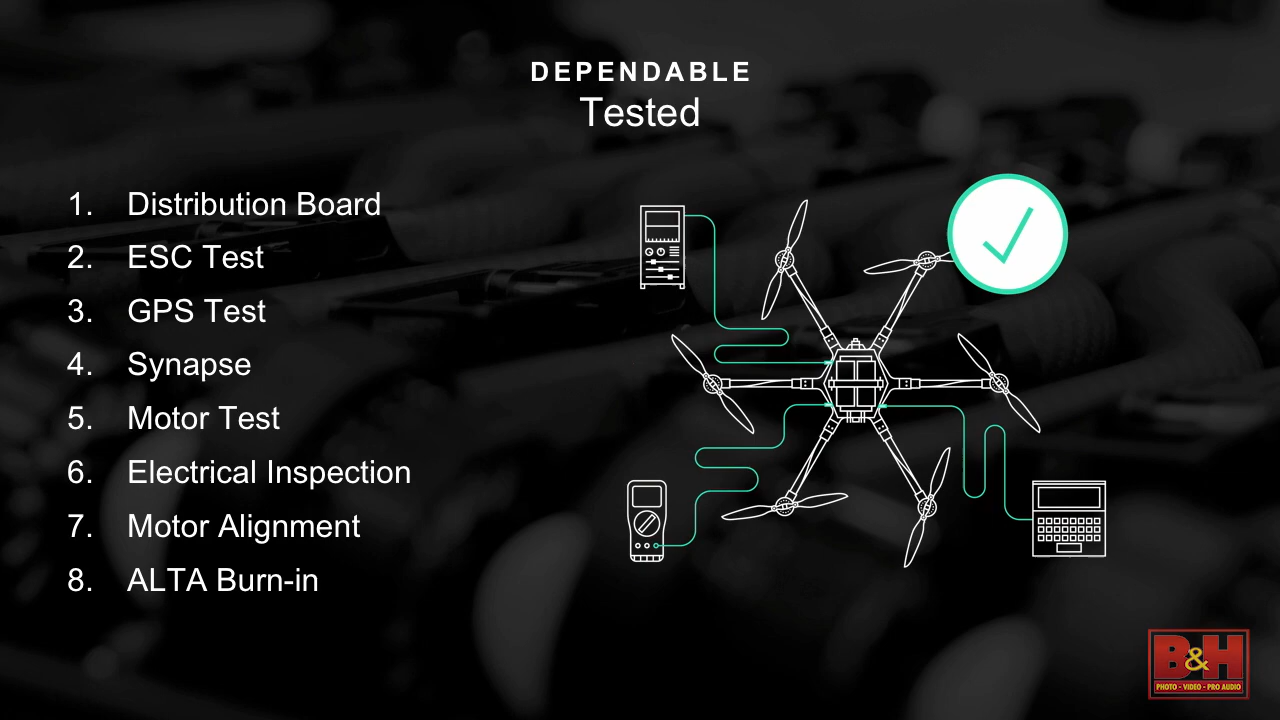 DEPENDABLE
Tested
1. Distribution Board
2. ESC Test
3. GPS Test
4. Synapse
5. Motor Test
6. Electrical Inspection
7. Motor Alignment
8. ALTA Burn-in
B&H
PHOTO - VIDEO - PRO AUDIO